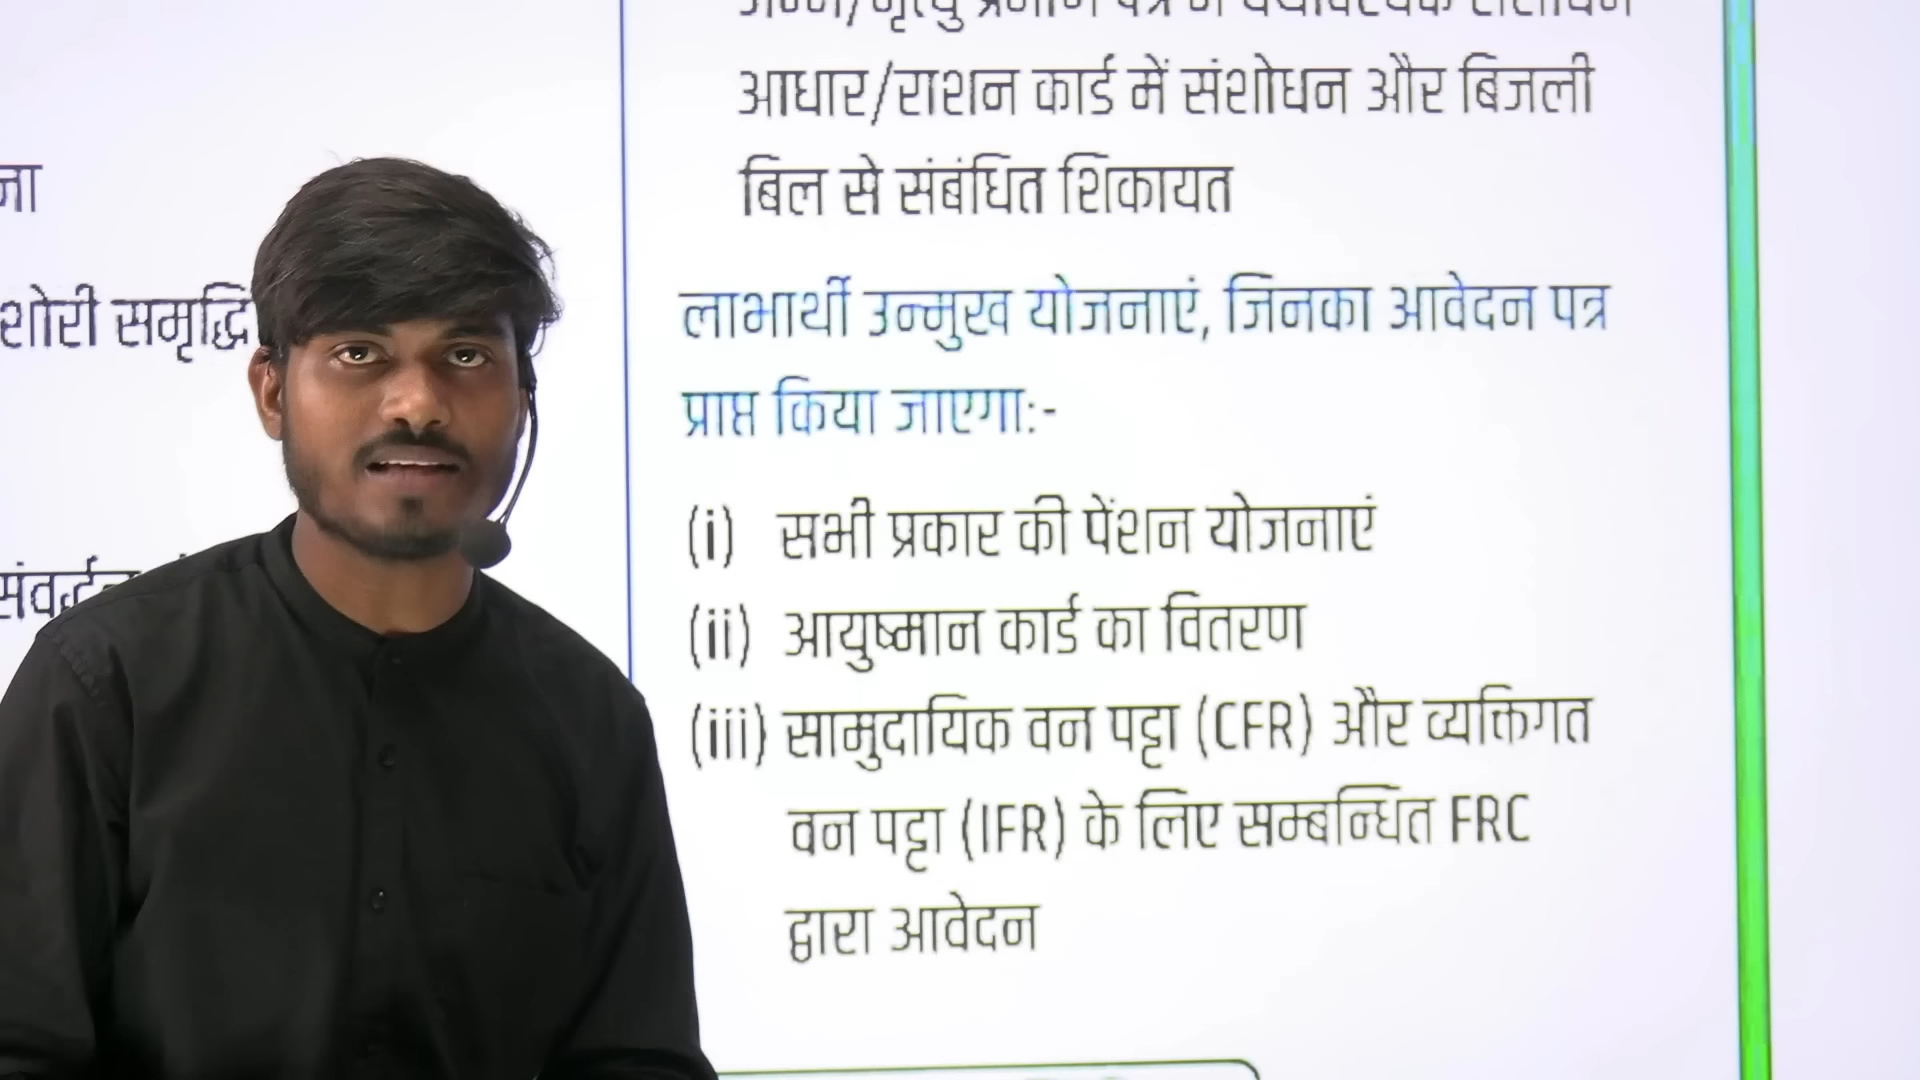 ना
शोरी समृद्धि
आधार/राशन कार्ड में संशोधन और बिजली
बिल से संबंधित शिकायत
लाभार्थी उन्मुख योजनाएं, जिनका आवेदन पत्र
प्राप्त किया जाएगा:-
(i) सभी प्रकार की पेंशन योजनाएं
(ii) आयुष्मान कार्ड का वितरण
(iii) सामुदायिक वन पट्टा (CFR) और व्यक्तिगत
वन पट्टा (IFR) के लिए सम्बन्धित FRC
द्वारा आवेदन